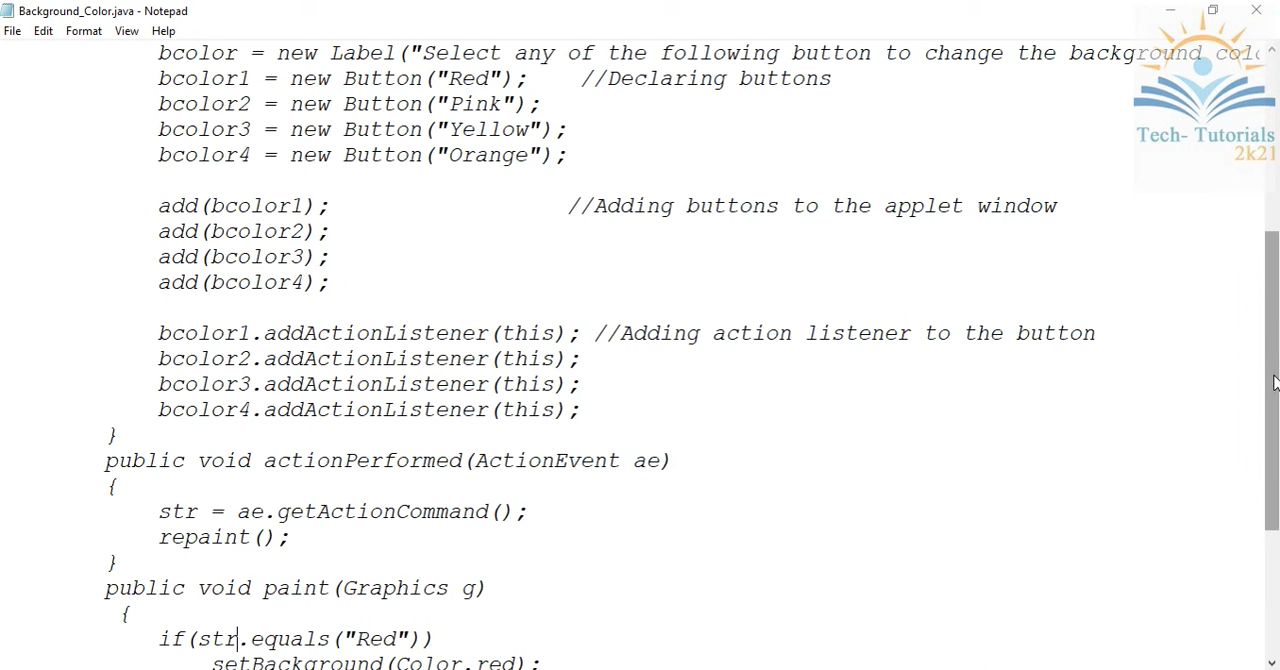 Background_Color.java - Notepad
File Edit Format View Help
bcolor = new Label("Select any of the following button to change the background colo
bcolor1 = new Button("Red"); //Declaring buttons
bcolor2 = new Button("Pink");
bcolor3 = new Button("Yellow");
bcolor4 = new Button("Orange");
Tech- Tutorials
2k21
add(bcolor1); //Adding buttons to the applet window
add(bcolor2);
add(bcolor3);
add(bcolor4);
bcolor1.addActionListener(this); //Adding action listener to the button
bcolor2.addActionListener(this);
bcolor3.addActionListener(this);
bcolor4.addActionListener(this);
}
public void actionPerformed(ActionEvent ae)
{
str = ae.getActionCommand();
repaint();
}
public void paint(Graphics g)
{
if(str.equals("Red"))
setBackground(Color.red);